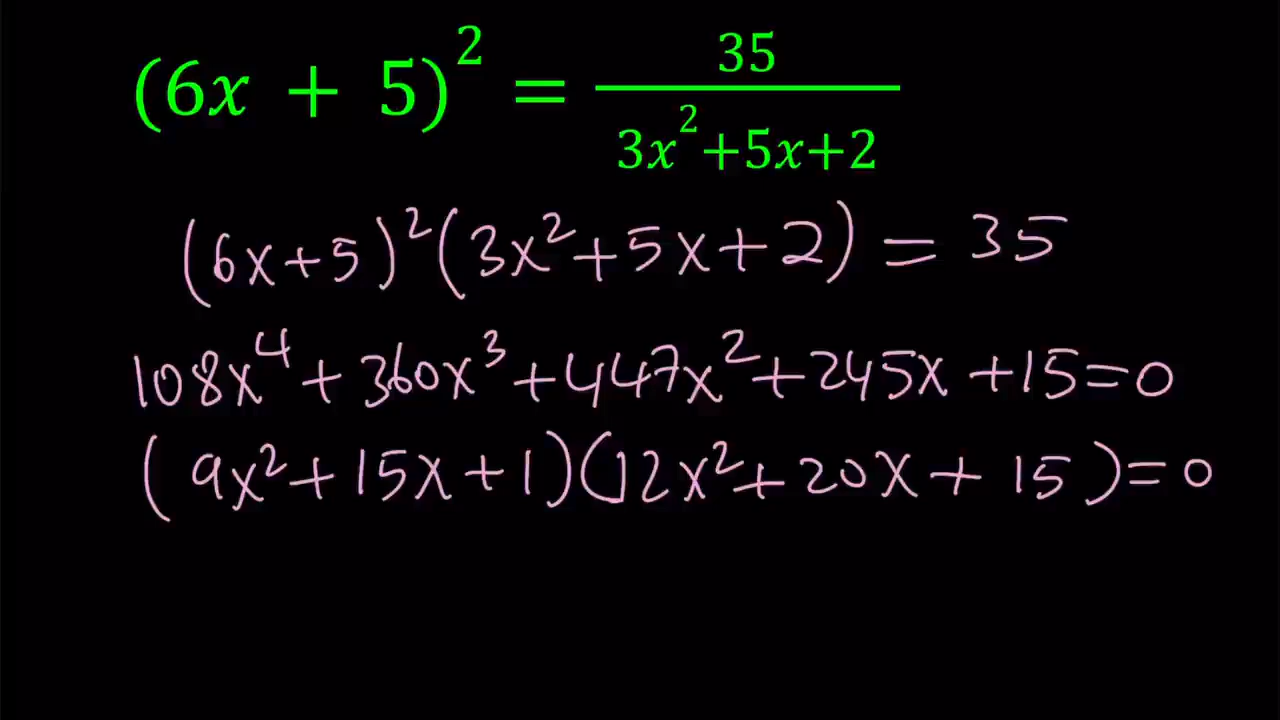 (6x + 5)² = 35/(3x²+5x+2)
(6x+5)²(3x²+5x+2) = 35
108x⁴+360x³+447x²+245x+15=0
(9x²+15x+1)(12x²+20x+15)=0